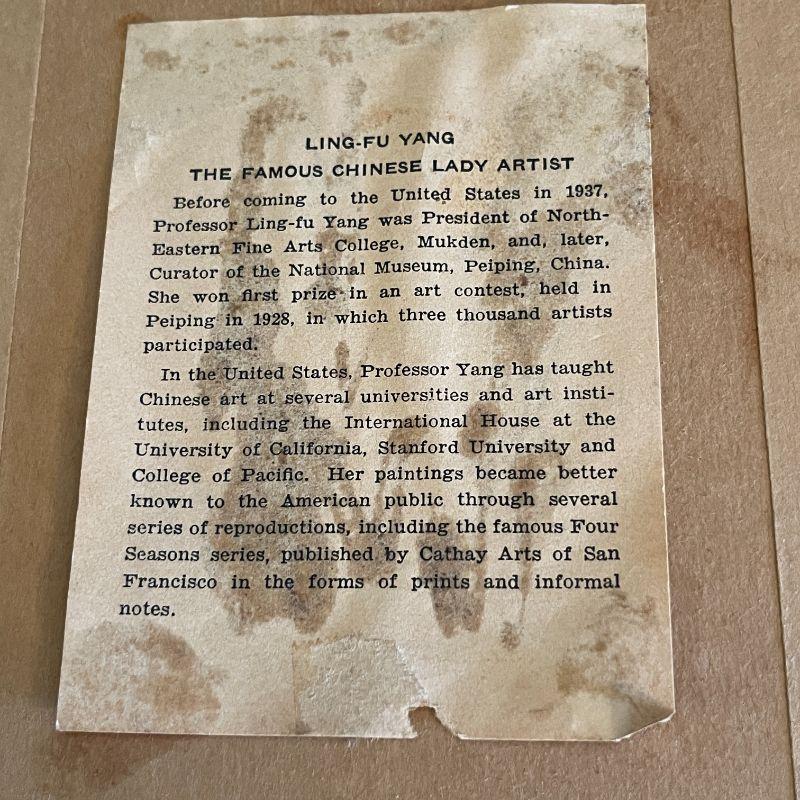 LING-FU YANG
THE FAMOUS CHINESE LADY ARTIST
Before coming to the United States in 1937,
Professor Ling-fu Yang was President of North-
Eastern Fine Arts College, Mukden, and, later,
Curator of the National Museum, Peiping, China.
She won first prize in an art contest, held in
Peiping in 1928, in which three thousand artists
participated.
In the United States, Professor Yang has taught
Chinese art at several universities and art insti-
tutes, including the International House at the
University of California, Stanford University and
College of Pacific. Her paintings became better
known to the American public through several
series of reproductions, including the famous Four
Seasons series, published by Cathay Arts of San
Francisco in the forms of prints and informal
notes.